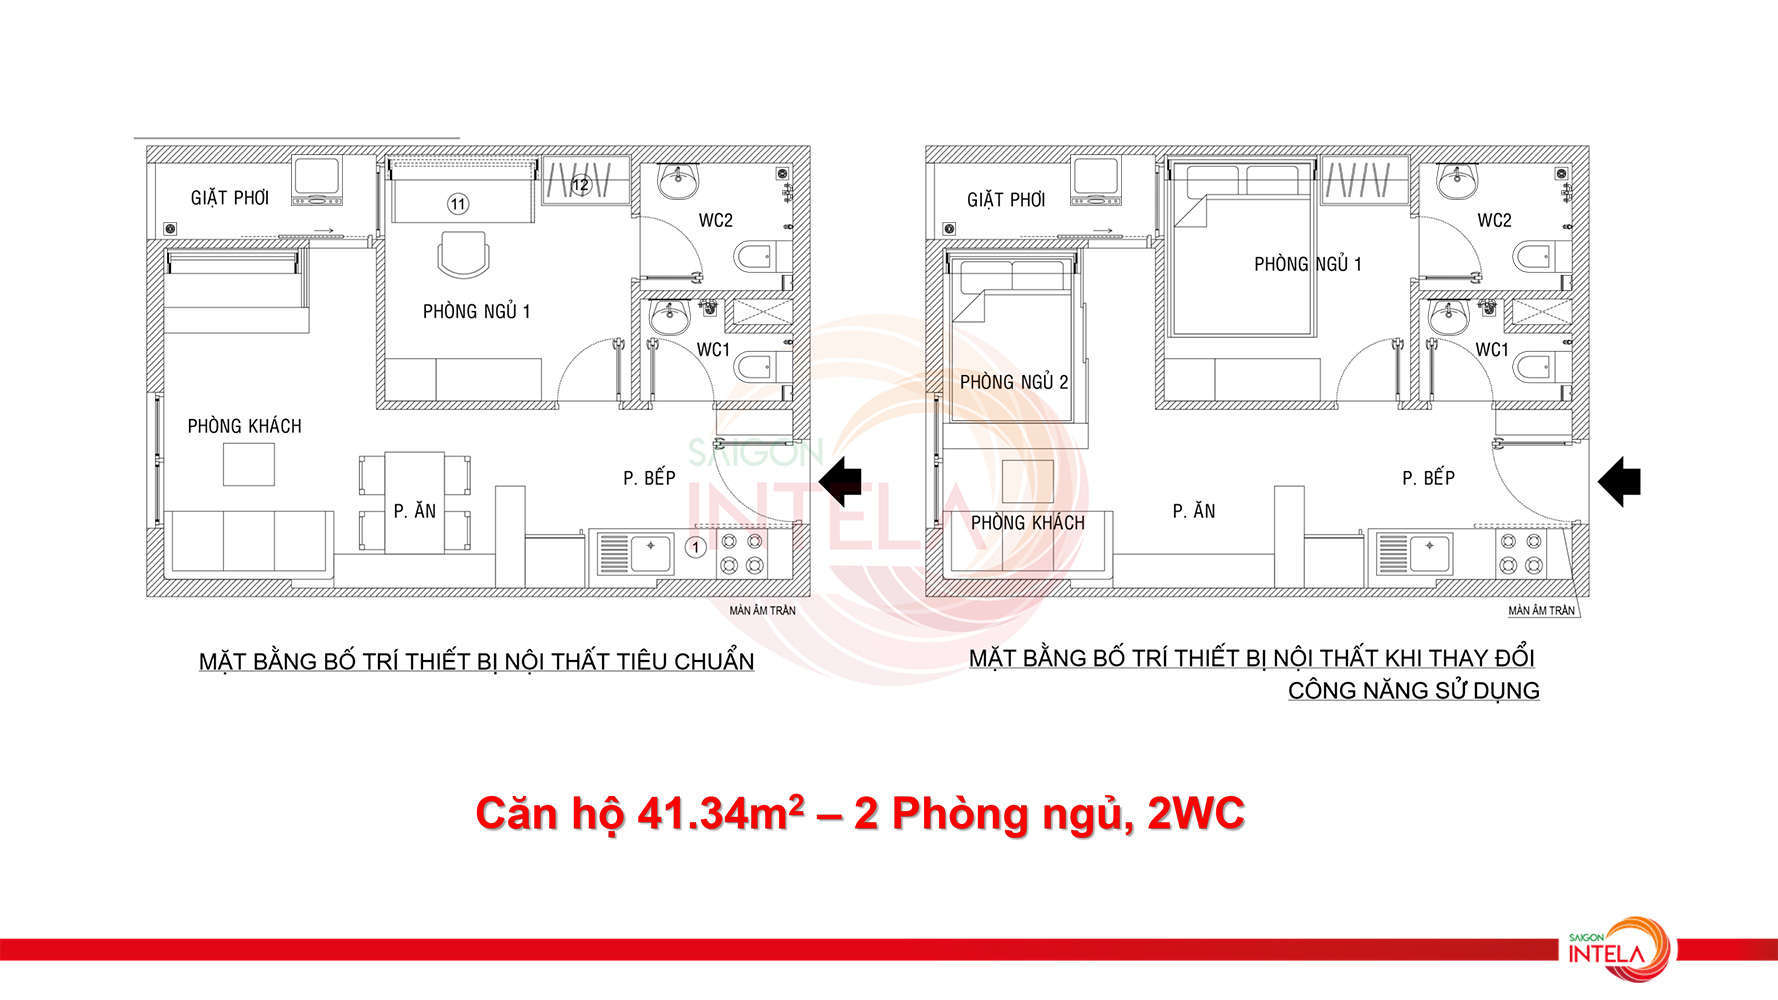 GIẶT PHƠI
11
12
WC2
PHÒNG NGỦ 1
WC1
PHÒNG KHÁCH
P. ĂN
P. BẾP
1
MÀN ÂM TRẦN
MẶT BẰNG BỐ TRÍ THIẾT BỊ NỘI THẤT TIÊU CHUẨN
GIẶT PHƠI
WC2
PHÒNG NGỦ 1
WC1
PHÒNG NGỦ 2
P. BẾP
P. ĂN
PHÒNG KHÁCH
MÀN ÂM TRẦN
MẶT BẰNG BỐ TRÍ THIẾT BỊ NỘI THẤT KHI THAY ĐỔI
CÔNG NĂNG SỬ DỤNG
SAIGON
INTELA
Căn hộ 41.34m² – 2 Phòng ngủ, 2WC
SAIGON
INTELA